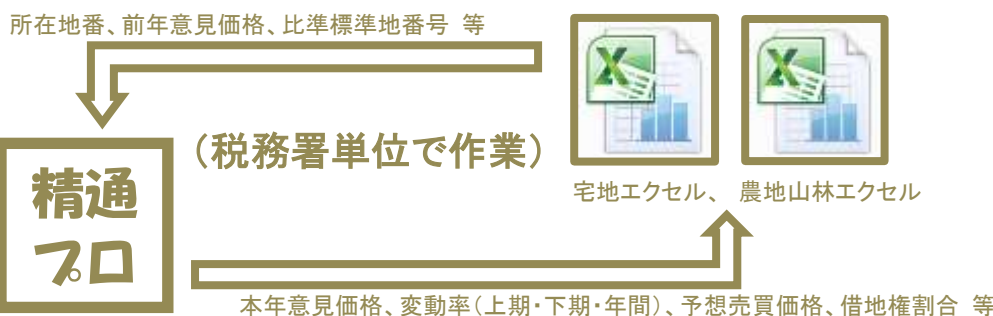 所在地番、前年意見価格、比準標準地番号 等
(税務署単位で作業)
精通
プロ
宅地エクセル、 農地山林エクセル
本年意見価格、変動率(上期・下期・年間)、予想売買価格、借地権割合 等